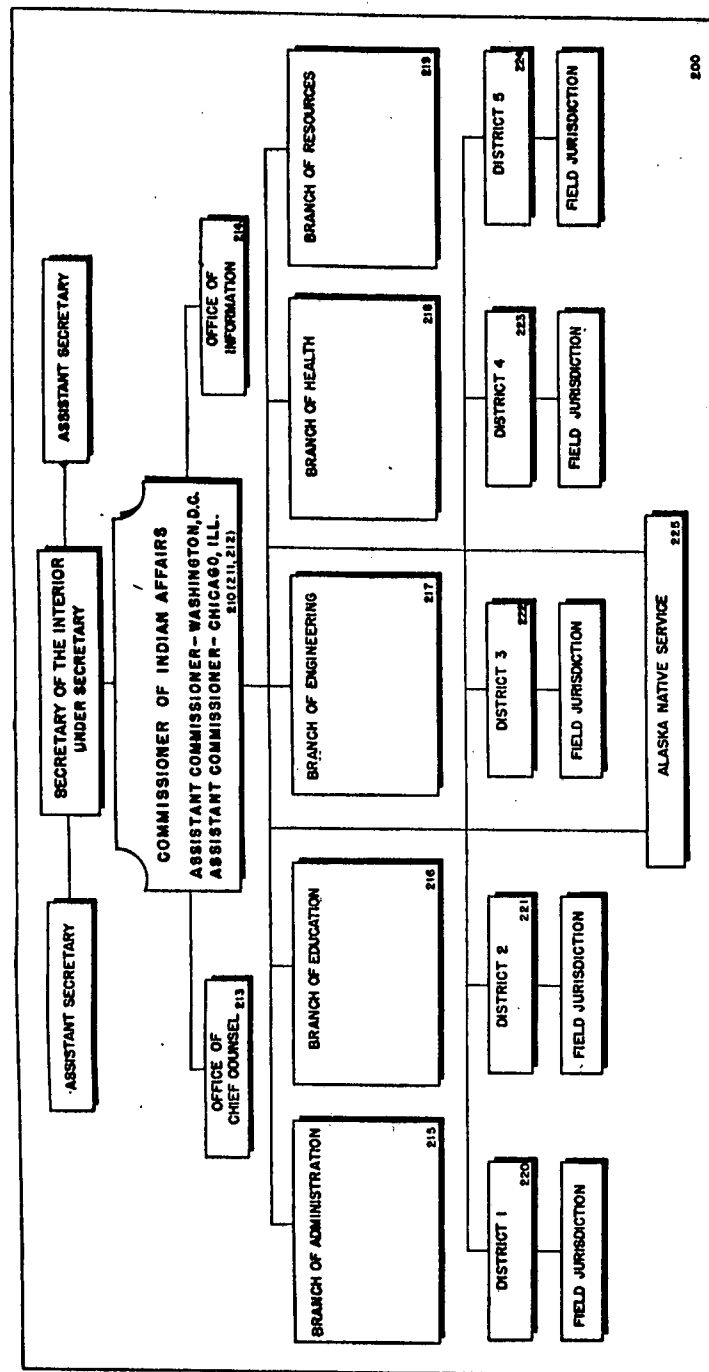 SECRETARY OF THE INTERIOR
UNDER SECRETARY
ASSISTANT SECRETARY
ASSISTANT SECRETARY
COMMISSIONER OF INDIAN AFFAIRS
ASSISTANT COMMISSIONER-WASHINGTON, D.C.
ASSISTANT COMMISSIONER-CHICAGO, ILL.
210 (211, 212)
OFFICE OF
CHIEF COUNSEL 213
OFFICE OF
INFORMATION
214
BRANCH OF ADMINISTRATION
215
BRANCH OF EDUCATION
216
BRANCH OF ENGINEERING
217
BRANCH OF HEALTH
218
BRANCH OF RESOURCES
219
DISTRICT 1
220
DISTRICT 2
221
DISTRICT 3
222
DISTRICT 4
223
DISTRICT 5
224
FIELD JURISDICTION
FIELD JURISDICTION
FIELD JURISDICTION
FIELD JURISDICTION
FIELD JURISDICTION
ALASKA NATIVE SERVICE
225
200